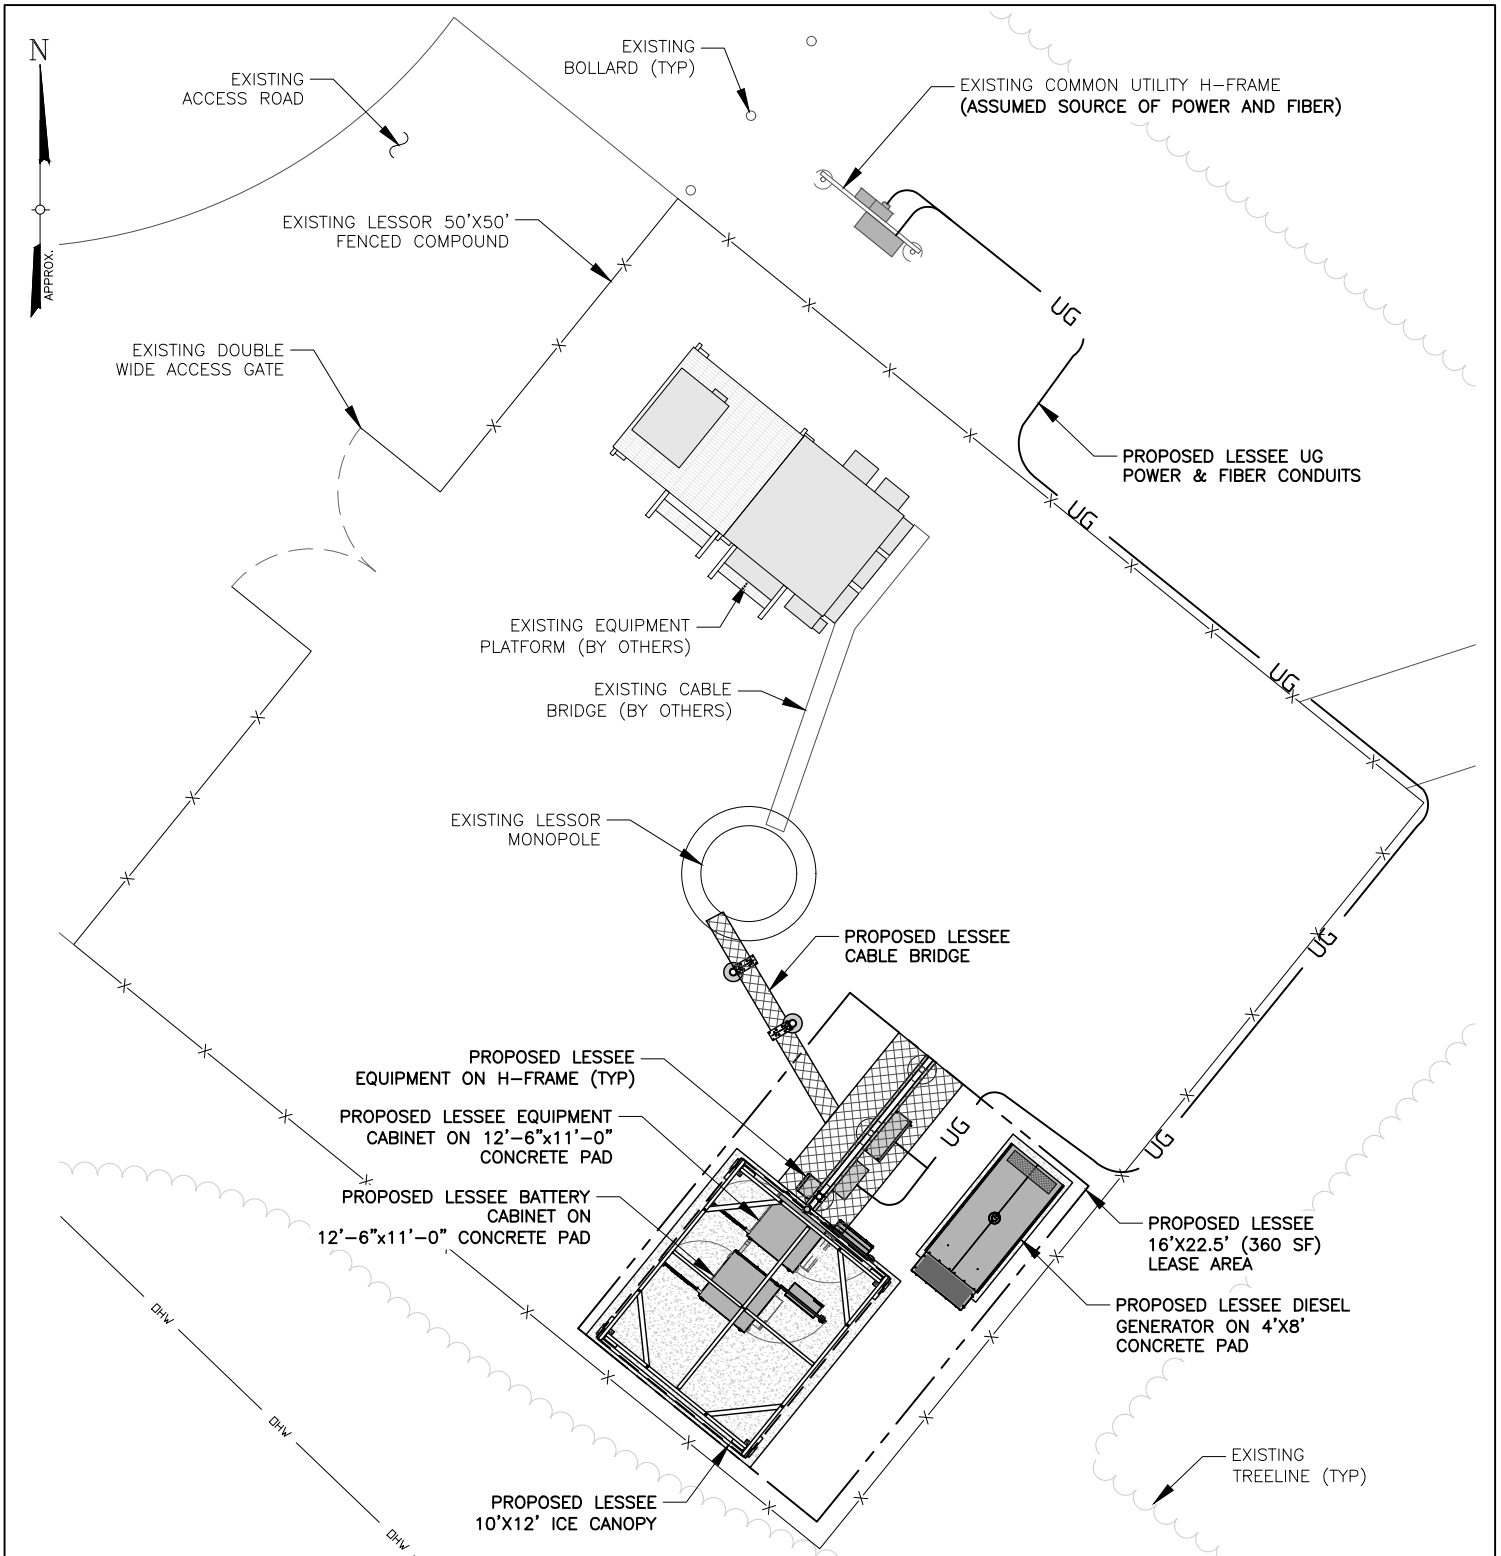 N
APPROX.
EXISTING
ACCESS ROAD
EXISTING
BOLLARD (TYP)
EXISTING COMMON UTILITY H-FRAME
(ASSUMED SOURCE OF POWER AND FIBER)
EXISTING LESSOR 50'X50'
FENCED COMPOUND
UG
EXISTING DOUBLE
WIDE ACCESS GATE
PROPOSED LESSEE UG
POWER & FIBER CONDUITS
UG
EXISTING EQUIPMENT
PLATFORM (BY OTHERS)
UG
EXISTING CABLE
BRIDGE (BY OTHERS)
EXISTING LESSOR
MONOPOLE
PROPOSED LESSEE
CABLE BRIDGE
UG
PROPOSED LESSEE
EQUIPMENT ON H-FRAME (TYP)
PROPOSED LESSEE EQUIPMENT
CABINET ON 12'-6"x11'-0"
CONCRETE PAD
UG
UG
PROPOSED LESSEE BATTERY
CABINET ON
12'-6"x11'-0" CONCRETE PAD
PROPOSED LESSEE
16'X22.5' (360 SF)
LEASE AREA
PROPOSED LESSEE DIESEL
GENERATOR ON 4'X8'
CONCRETE PAD
OHW
OHW
OHW
EXISTING
TREELINE (TYP)
PROPOSED LESSEE
10'X12' ICE CANOPY